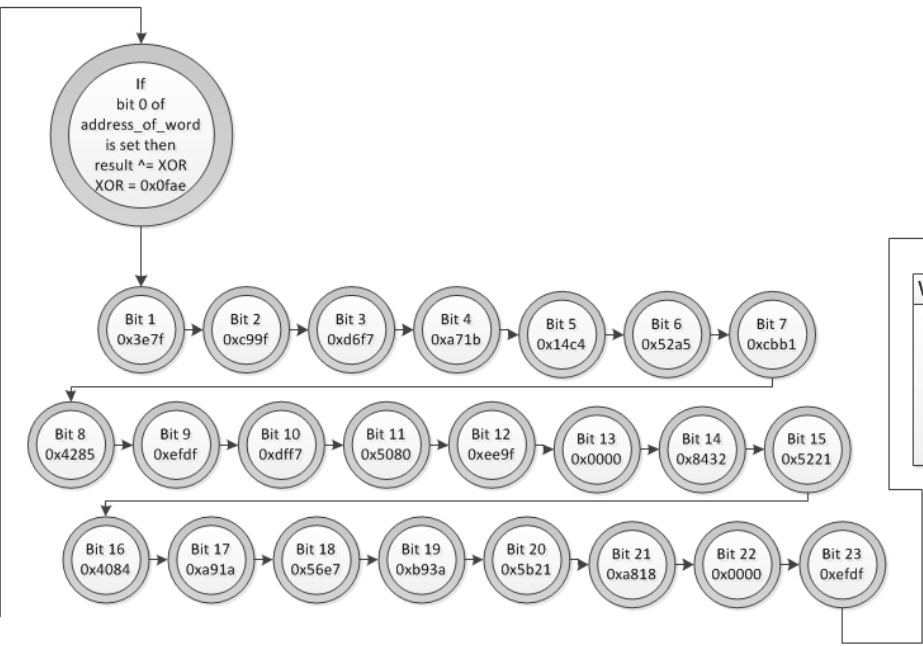 If
bit 0 of
address_of_word
is set then
result ^= XOR
XOR = 0x0fae
Bit 1
0x3e7f
Bit 2
0xc99f
Bit 3
0xd6f7
Bit 4
0xa71b
Bit 5
0x14c4
Bit 6
0x52a5
Bit 7
0xcbb1
Bit 8
0x4285
Bit 9
0xefdf
Bit 10
0xdff7
Bit 11
0x5080
Bit 12
0xee9f
Bit 13
0x0000
Bit 14
0x8432
Bit 15
0x5221
Bit 16
0x4084
Bit 17
0xa91a
Bit 18
0x56e7
Bit 19
0xb93a
Bit 20
0x5b21
Bit 21
0xa818
Bit 22
0x0000
Bit 23
0xefdf